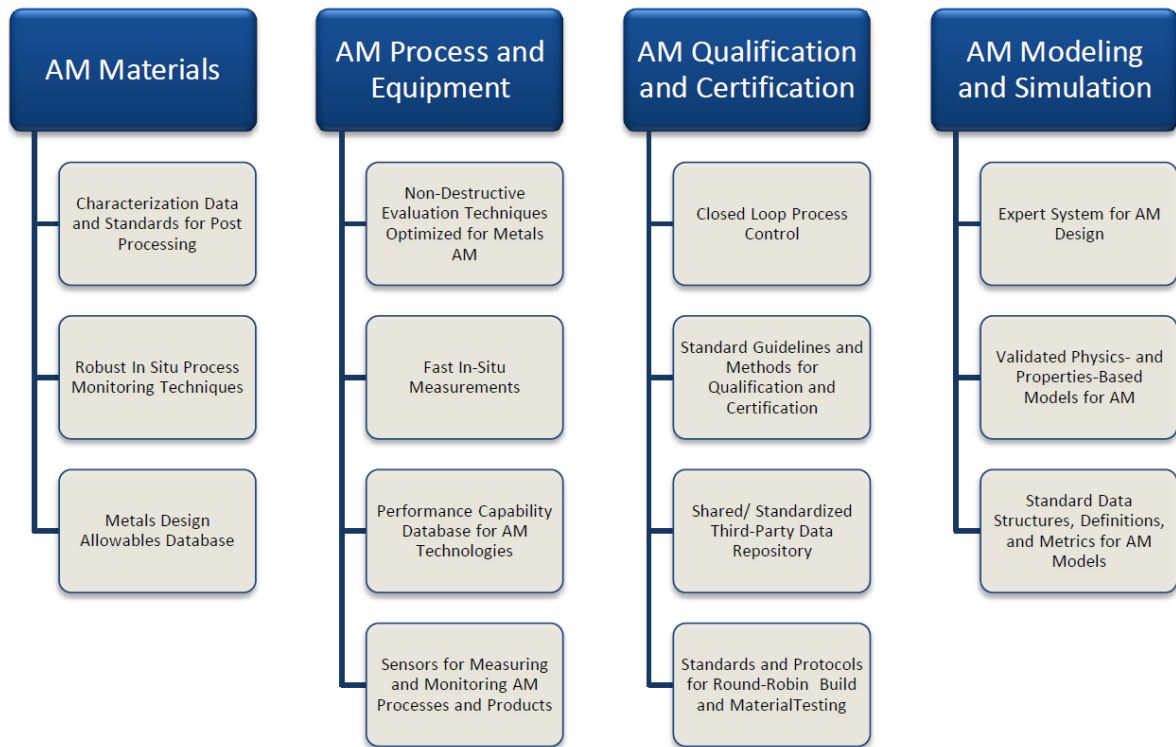 AM Materials
Characterization Data
and Standards for Post
Processing
Robust In Situ Process
Monitoring Techniques
Metals Design
Allowables Database
AM Process and
Equipment
Non-Destructive
Evaluation Techniques
Optimized for Metals
AM
Fast In-Situ
Measurements
Performance Capability
Database for AM
Technologies
Sensors for Measuring
and Monitoring AM
Processes and Products
AM Qualification
and Certification
Closed Loop Process
Control
Standard Guidelines and
Methods for
Qualification and
Certification
Shared/ Standardized
Third-Party Data
Repository
Standards and Protocols
for Round-Robin Build
and MaterialTesting
AM Modeling
and Simulation
Expert System for AM
Design
Validated Physics- and
Properties-Based
Models for AM
Standard Data
Structures, Definitions,
and Metrics for AM
Models